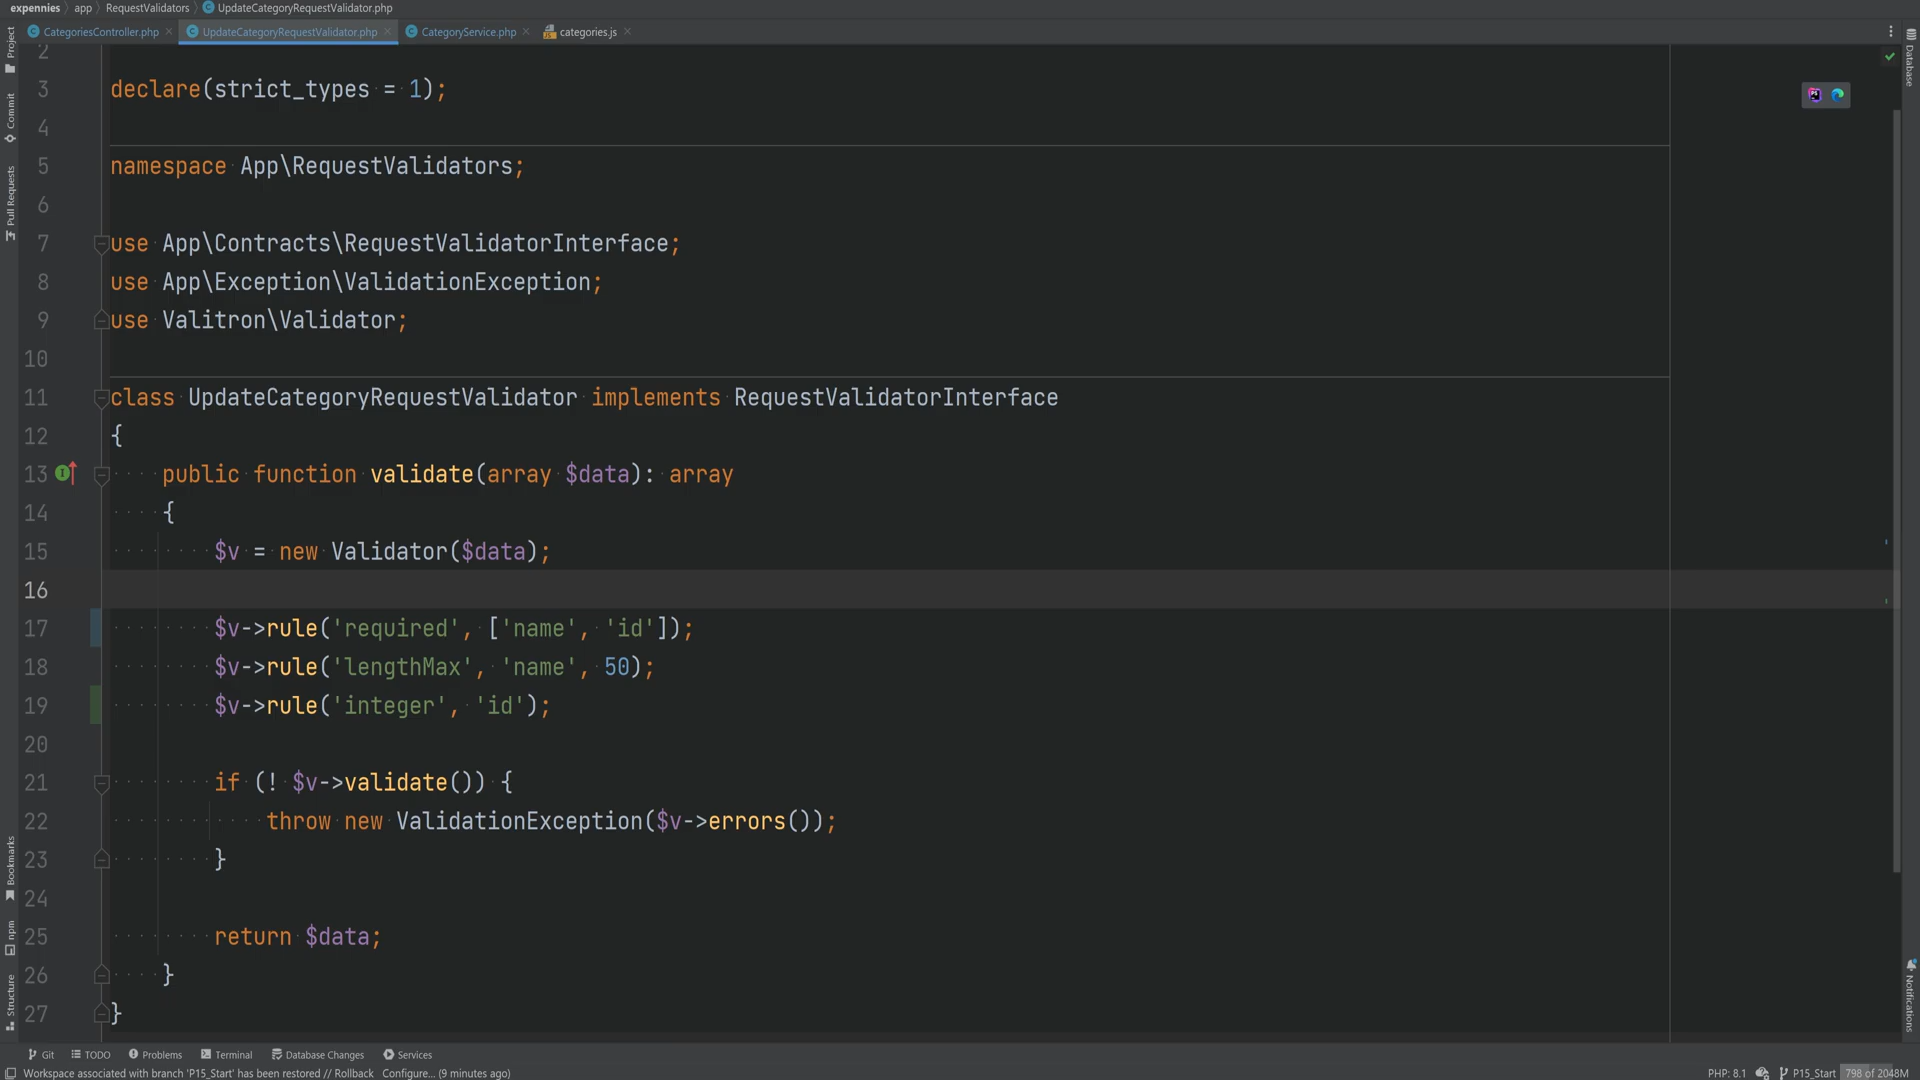 expennies app RequestValidators UpdateCategoryRequestValidator.php
CategoriesController.php UpdateCategoryRequestValidator.php CategoryService.php categories.js
Project
Commit
Pull Requests
Bookmarks
npm
Structure
2
3 declare(strict_types = 1);
4
5 namespace App\RequestValidators;
6
7 use App\Contracts\RequestValidatorInterface;
8 use App\Exception\ValidationException;
9 use Valitron\Validator;
10
11 class UpdateCategoryRequestValidator implements RequestValidatorInterface
12 {
13 public function validate(array $data): array
14 {
15 $v = new Validator($data);
16
17 $v->rule('required', ['name', 'id']);
18 $v->rule('lengthMax', 'name', 50);
19 $v->rule('integer', 'id');
20
21 if (! $v->validate()) {
22 throw new ValidationException($v->errors());
23 }
24
25 return $data;
26 }
27 }
Database
Notifications
Git TODO Problems Terminal Database Changes Services
Workspace associated with branch 'P15_Start' has been restored // Rollback Configure... (9 minutes ago) PHP: 8.1 P15_Start 798 of 2048M